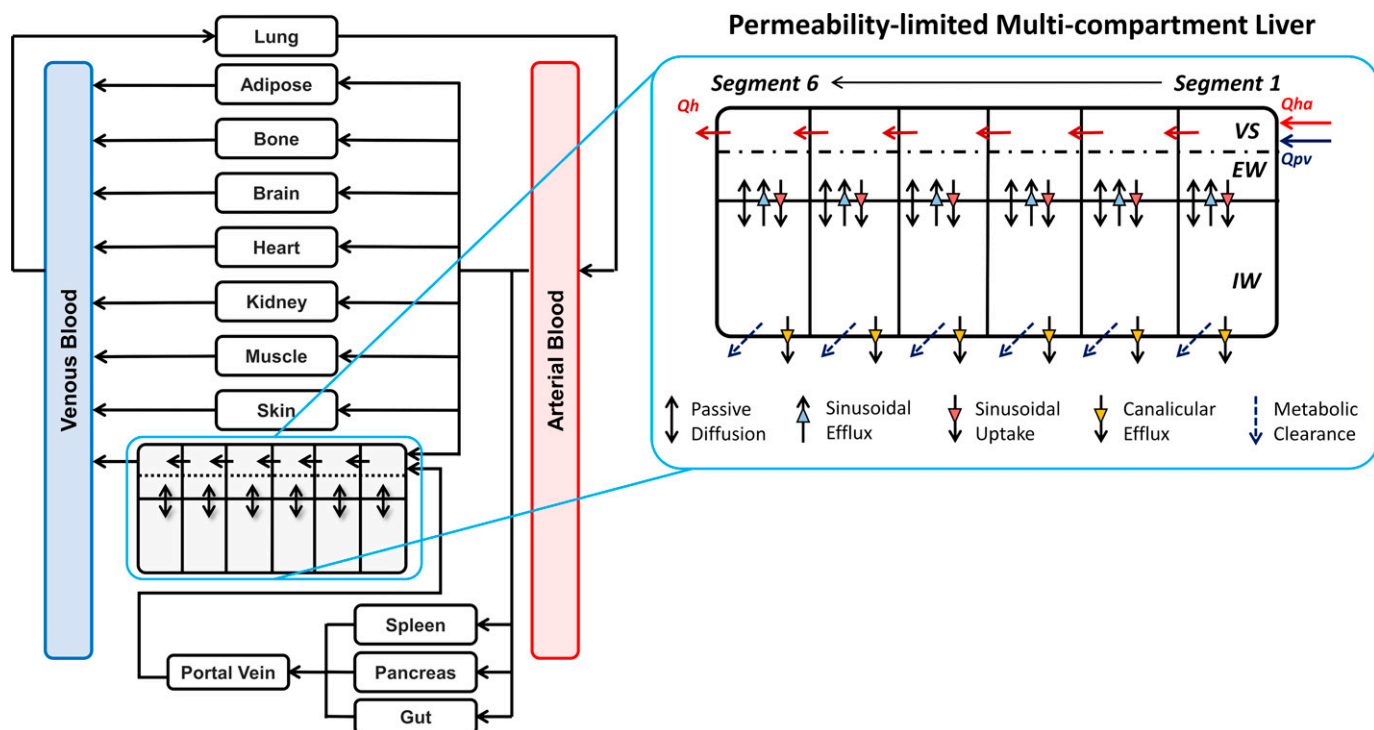 Permeability-limited Multi-compartment Liver
Lung
Adipose
Bone
Brain
Heart
Kidney
Muscle
Skin
Venous Blood
Arterial Blood
Spleen
Portal Vein
Pancreas
Gut
Segment 6
Segment 1
Qh
Qha
VS
Qpv
EW
IW
Passive
Diffusion
Sinusoidal
Efflux
Sinusoidal
Uptake
Canalicular
Efflux
Metabolic
Clearance